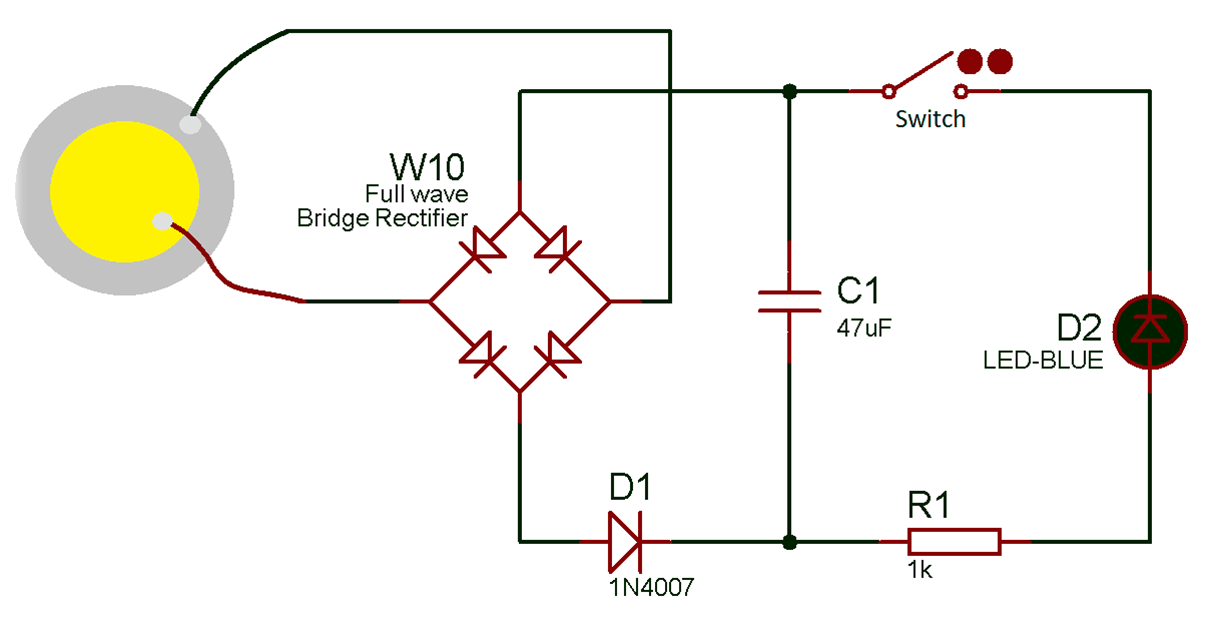 W10
Full wave
Bridge Rectifier
Switch
C1
47uF
D2
LED-BLUE
D1
1N4007
R1
1k